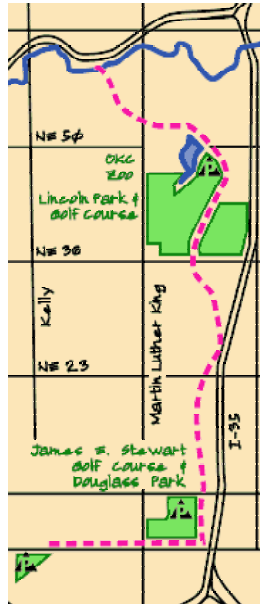 NE 50
OKC
ZOO
Lincoln Park &
Golf Course
NE 36
Kelly
Martin Luther King
NE 23
I-35
James E. Stewart
Golf Course &
Douglass Park
P
P
P